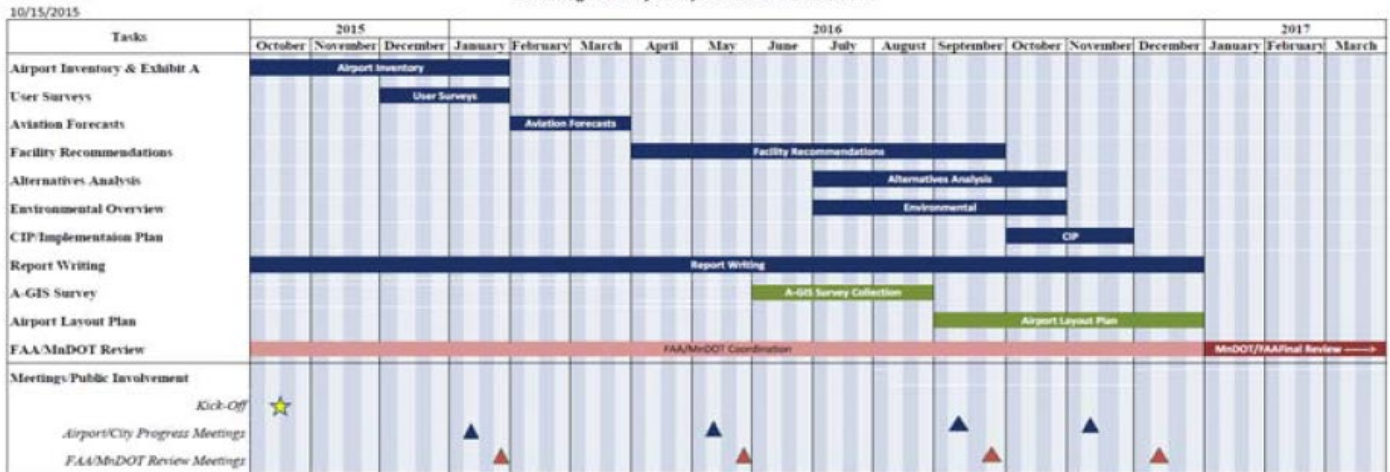 10/15/2015
Tasks 2015 2016 2017
October November December January February March April May June July August September October November December January February March
Airport Inventory & Exhibit A Airport Inventory
User Surveys User Surveys
Aviation Forecasts Aviation Forecasts
Facility Recommendations Facility Recommendations
Alternatives Analysis Alternatives Analysis
Environmental Overview Environmental
CIP/Implementaion Plan CIP
Report Writing Report Writing
A-GIS Survey A-GIS Survey Collection
Airport Layout Plan Airport Layout Plan
FAA/MnDOT Review FAA/MnDOT Coordination MnDOT/FAAFinal Review ------>
Meetings/Public Involvement
Kick-Off
Airport/City Progress Meetings
FAA/MnDOT Review Meetings